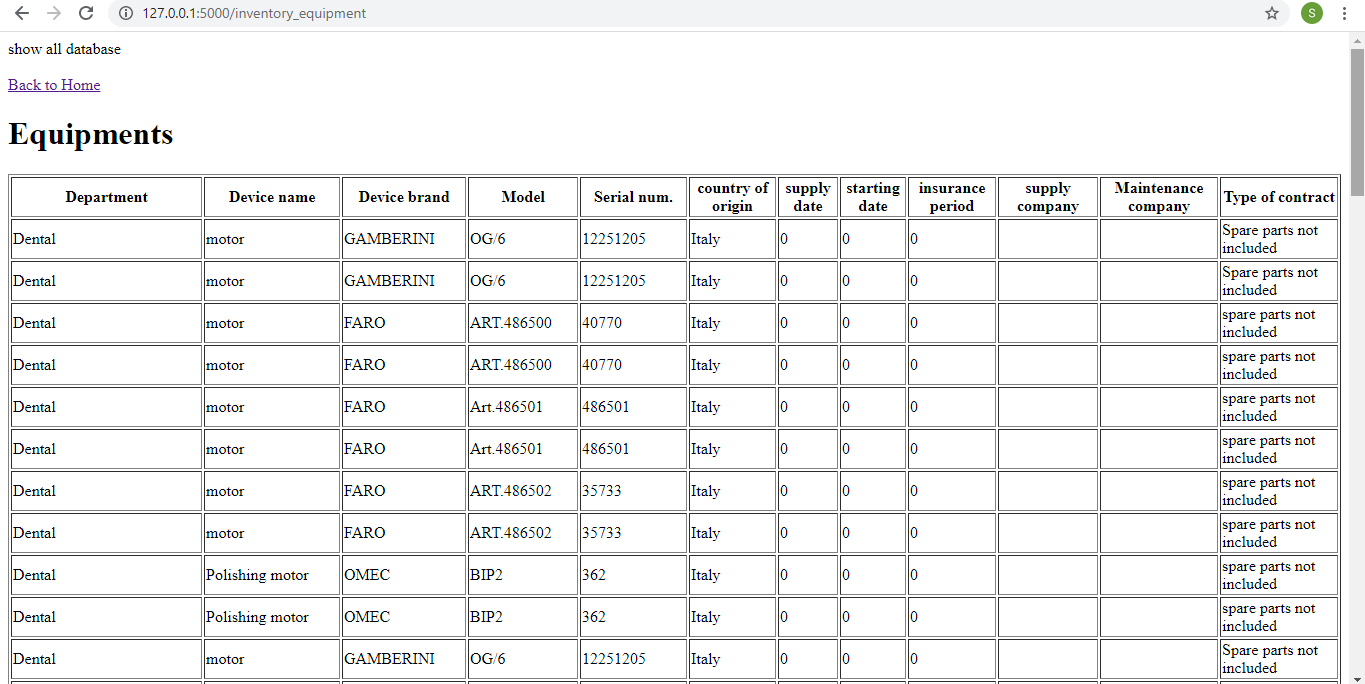 127.0.0.1:5000/inventory_equipment
S
show all database
Back to Home
Equipments
Department Device name Device brand Model Serial num. country of origin supply date starting date insurance period supply company Maintenance company Type of contract
Dental motor GAMBERINI OG/6 12251205 Italy 0 0 0 Spare parts not included
Dental motor GAMBERINI OG/6 12251205 Italy 0 0 0 Spare parts not included
Dental motor FARO ART.486500 40770 Italy 0 0 0 spare parts not included
Dental motor FARO ART.486500 40770 Italy 0 0 0 spare parts not included
Dental motor FARO Art.486501 486501 Italy 0 0 0 spare parts not included
Dental motor FARO Art.486501 486501 Italy 0 0 0 spare parts not included
Dental motor FARO ART.486502 35733 Italy 0 0 0 spare parts not included
Dental motor FARO ART.486502 35733 Italy 0 0 0 spare parts not included
Dental Polishing motor OMEC BIP2 362 Italy 0 0 0 spare parts not included
Dental Polishing motor OMEC BIP2 362 Italy 0 0 0 spare parts not included
Dental motor GAMBERINI OG/6 12251205 Italy 0 0 0 Spare parts not included